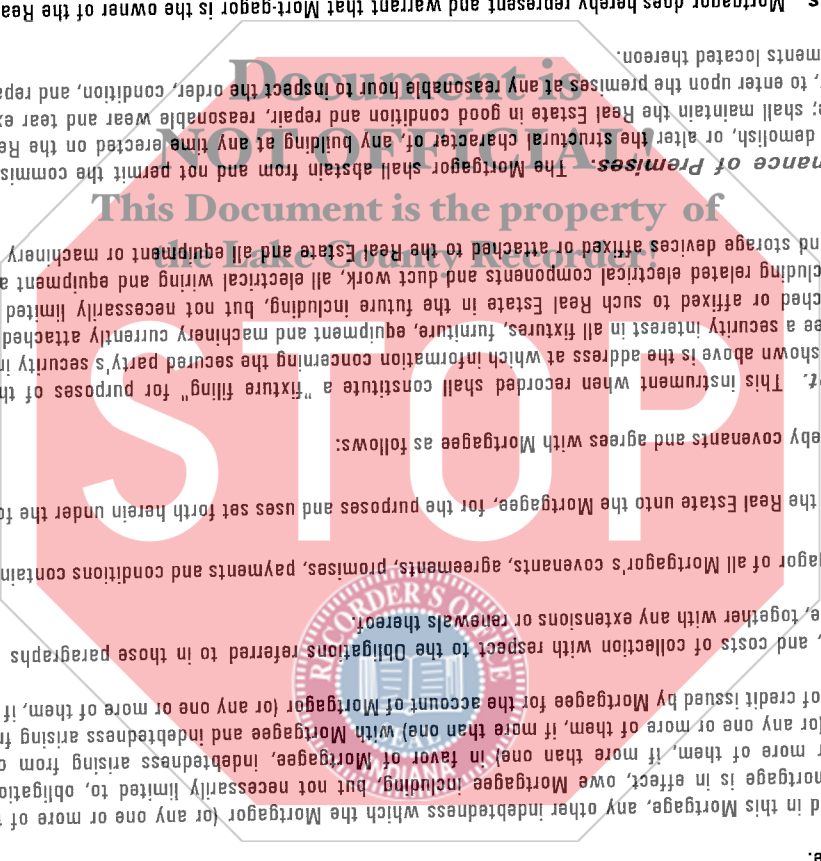 e.
d in this Mortgage, any other indebtedness which the Mortgagor (or any one or more of t
ortgage is in effect, owe Mortgagee including, but not necessarily limited to, obligatio
r more of them, if more than one) in favor of Mortgagee, indebtedness arising from o
(or any one or more of them, if more than one) with Mortgagee and indebtedness arising fr
of credit issued by Mortgagee for the account of Mortgagor (or any one or more of them, if
, and costs of collection with respect to the Obligations referred to in those paragraphs
e, together with any extensions or renewals thereof.
agor of all Mortgagor's covenants, agreements, promises, payments and conditions contain
the Real Estate unto the Mortgagee, for the purposes and uses set forth herein under the fo
eby covenants and agrees with Mortgagee as follows:
t. This instrument when recorded shall constitute a "fixture filing" for purposes of th
shown above is the address at which information concerning the secured party's security in
ee a security interest in all fixtures, furniture, equipment and machinery currently attached
ched or affixed to such Real Estate in the future including, but not necessarily limited
cluding related electrical components and duct work, all electrical wiring and equipment a
nd storage devices affixed or attached to the Real Estate and all equipment or machinery
nance of Premises. The Mortgagor shall abstain from and not permit the commiss
demolish, or alter the structural character of, any building at any time erected on the Re
e; shall maintain the Real Estate in good condition and repair, reasonable wear and tear ex
r, to enter upon the premises at any reasonable hour to inspect the order, condition, and repa
ments located thereon.
s. Mortgagor does hereby represent and warrant that Mort-gagor is the owner of the Real
Document is
NOT OFFICIAL!
This Document is the property of
the Lake County Recorder!
STOP
RECORDER'S OFFICE
SEAL
INDIANA